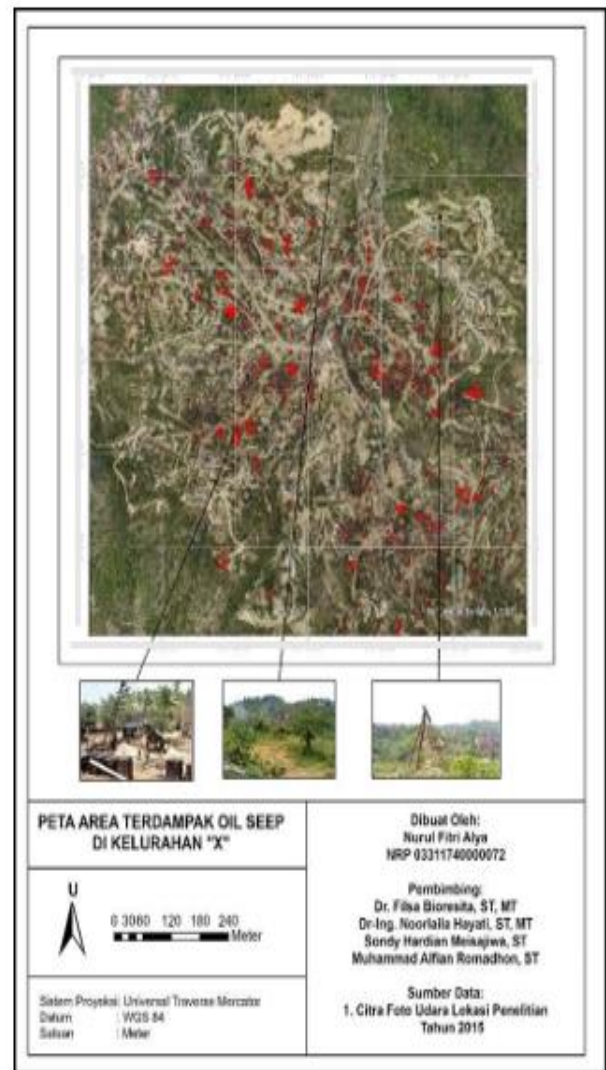 PETA AREA TERDAMPAK OIL SEEP
DI KELURAHAN "X"
U
0 30 60 120 180 240
Meter
Sistem Proyeksi: Universal Traverse Mercator
Datum : WGS 84
Satuan : Meter
Dibuat Oleh:
Nurul Fitri Alya
NRP 03311740000072
Pembimbing:
Dr. Filsa Bioresita, ST, MT
Dr-Ing. Noorlaila Hayati, ST, MT
Sondy Hardian Meisajiwa, ST
Muhammad Alfian Romadhon, ST
Sumber Data:
1. Citra Foto Udara Lokasi Penelitian
Tahun 2015